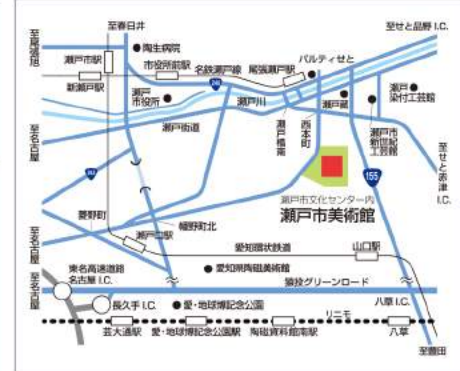 至春日井
至せと品野 I.C.
至尾張旭
陶生病院
瀬戸市駅
市役所前駅
名鉄瀬戸線
尾張瀬戸駅
パルティせと
248
新瀬戸駅
瀬戸市役所
瀬戸川
瀬戸蔵
瀬戸染付工芸館
瀬戸街道
瀬戸橋南
西本町
瀬戸市新世紀工芸館
至名古屋
至せと赤津 I.C.
363
155
瀬戸市文化センター内
瀬戸市美術館
菱野町
幡野町北
瀬戸口駅
愛知環状鉄道
山口駅
至名古屋
東名高速道路
名古屋 I.C.
愛知県陶磁美術館
猿投グリーンロード
至名古屋
長久手 I.C.
愛・地球博記念公園
八草 I.C.
リニモ
芸大通駅
愛・地球博記念公園駅
陶磁資料館南駅
八草
至豊田